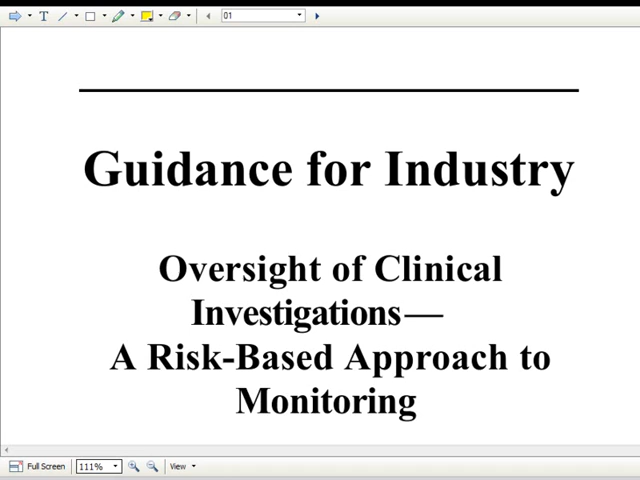 T 01
Guidance for Industry
Oversight of Clinical
Investigations—
A Risk-Based Approach to
Monitoring
Full Screen 111% View